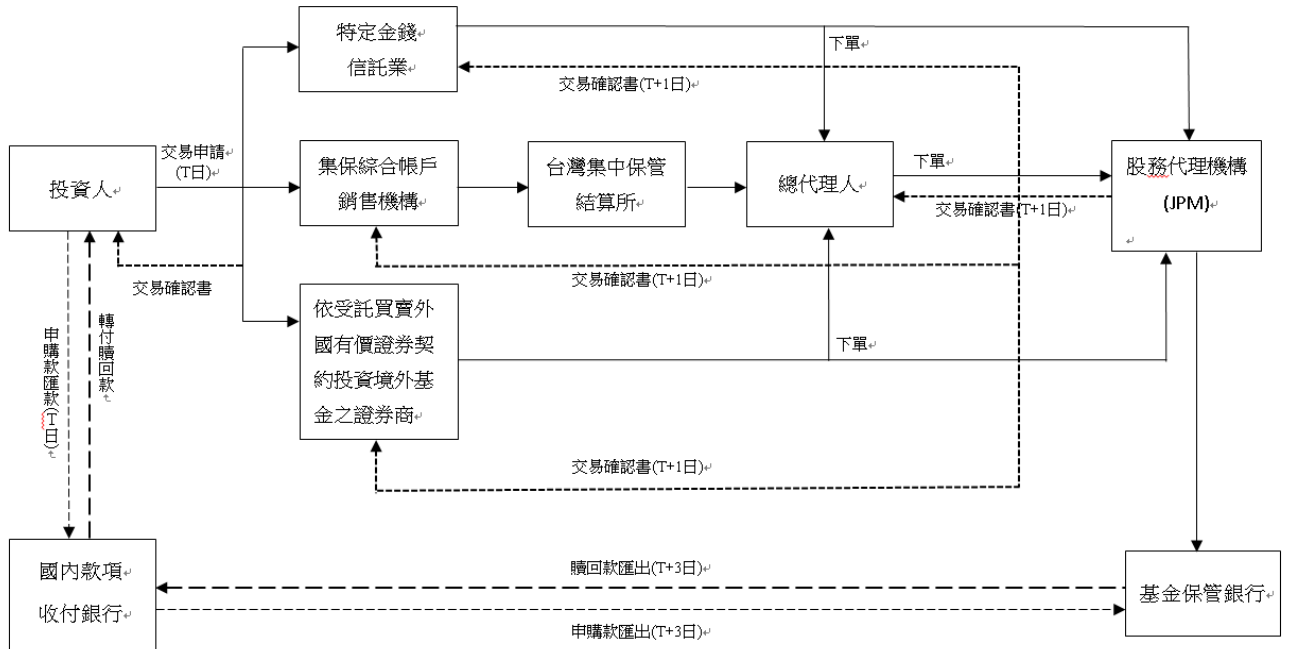 特定金錢
信託業
下單
交易確認書(T+1日)
投資人
交易申請
(T日)
集保綜合帳戶
銷售機構
台灣集中保管
結算所
總代理人
下單
股務代理機構
(JPM)
交易確認書(T+1日)
交易確認書
交易確認書(T+1日)
依受託買賣外
國有價證券契
約投資境外基
金之證券商
下單
申購款匯款(T日)
轉付贖回款
交易確認書(T+1日)
國內款項
收付銀行
贖回款匯出(T+3日)
申購款匯出(T+3日)
基金保管銀行